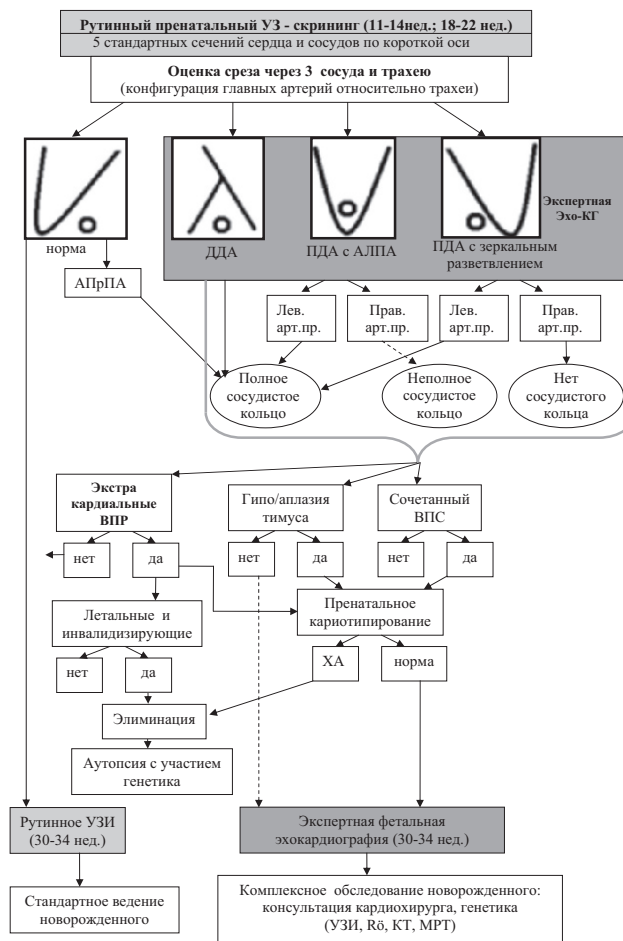 Рутинный пренатальный УЗ - скрининг (11-14нед.; 18-22 нед.)
5 стандартных сечений сердца и сосудов по короткой оси
Оценка среза через 3 сосуда и трахею
(конфигурация главных артерий относительно трахеи)
норма
ДДА
ПДА с АЛПА
ПДА с зеркальным
разветвлением
Экспертная
Эхо-КГ
АПрПА
Лев.
арт.пр.
Прав.
арт.пр.
Лев.
арт.пр.
Прав.
арт.пр.
Полное
сосудистое
кольцо
Неполное
сосудистое
кольцо
Нет
сосудистого
кольца
Экстра
кардиальные
ВПР
Гипо/аплазия
тимуса
Сочетанный
ВПС
нет
да
нет
да
нет
да
Летальные и
инвалидизирующие
Пренатальное
кариотипирование
нет
да
ХА
норма
Элиминация
Аутопсия с участием
генетика
Рутинное УЗИ
(30-34 нед.)
Экспертная фетальная
эхокардиография (30-34 нед.)
Стандартное ведение
новорожденного
Комплексное обследование новорожденного:
консультация кардиохирурга, генетика
(УЗИ, Rö, КТ, МРТ)